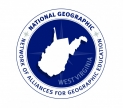 NATIONAL GEOGRAPHIC
NETWORK OF ALLIANCES FOR GEOGRAPHIC EDUCATION
WEST VIRGINIA